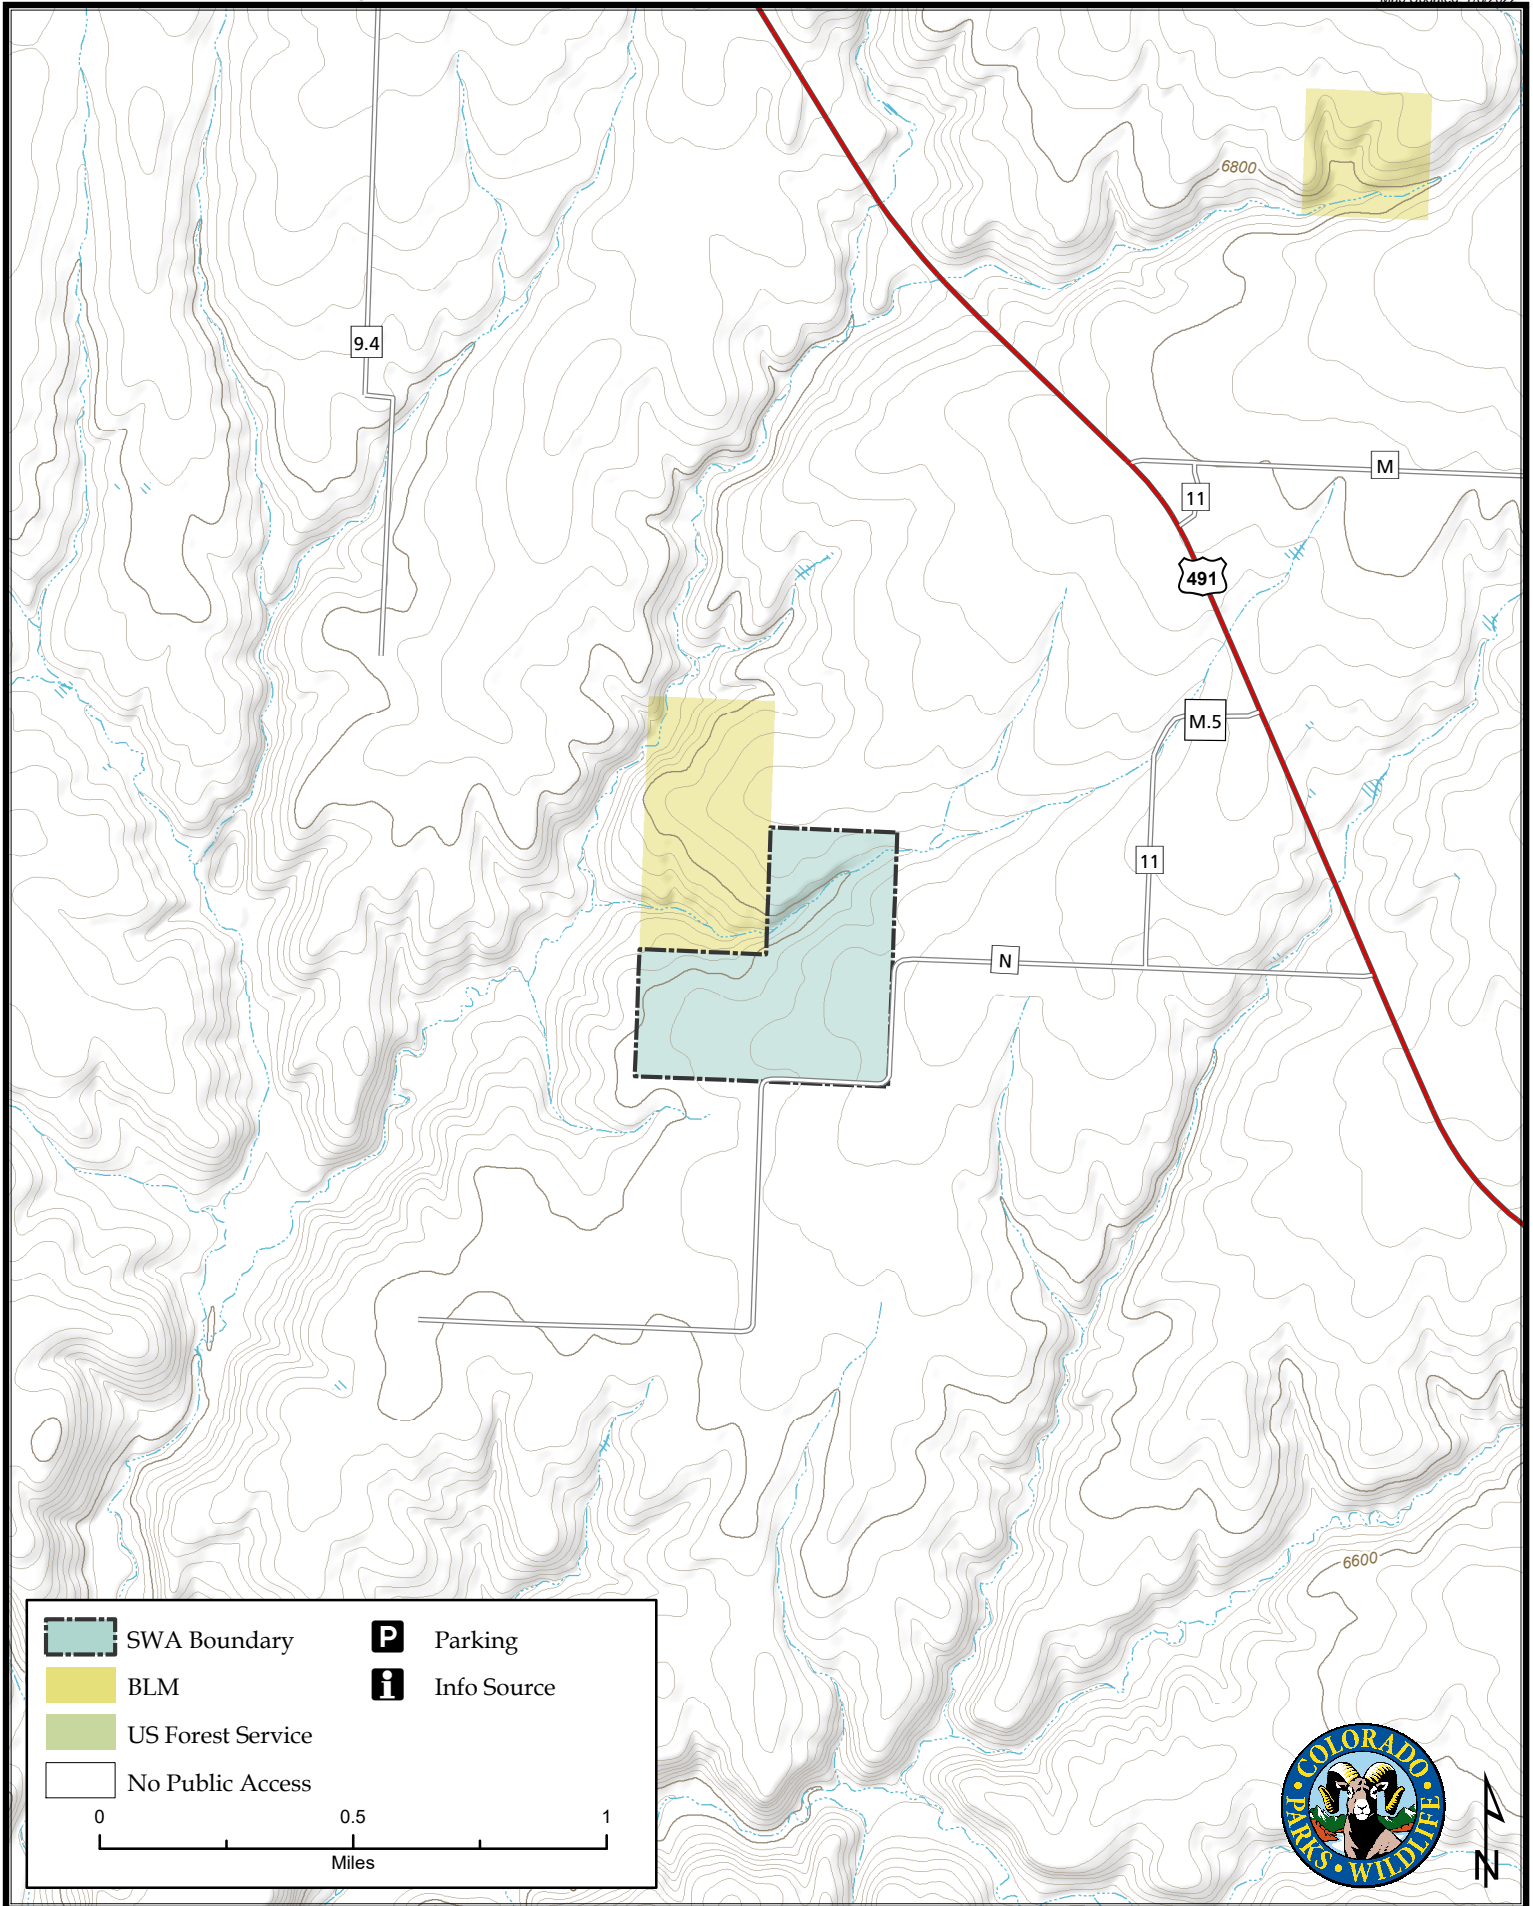 6800
9.4
M
11
491
M.5
11
N
6600
SWA Boundary
BLM
US Forest Service
No Public Access
P Parking
i Info Source
0 0.5 1
Miles
COLORADO
PARKS • WILDLIFE
N